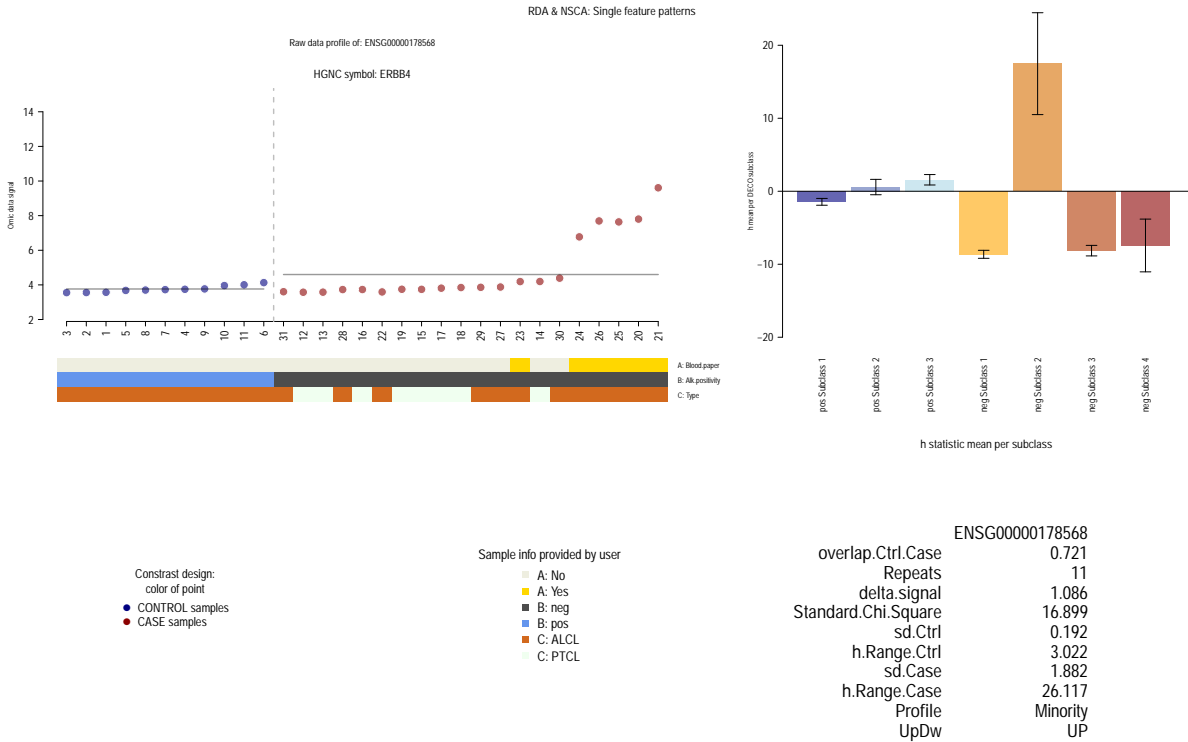 RDA & NSCA: Single feature patterns
Raw data profile of: ENSG00000178568
HGNC symbol: ERBB4
Omic data signal
14
12
10
8
6
4
2
3 2 1 5 8 7 4 9 10 11 6 31 12 13 28 16 22 19 15 17 18 29 27 23 14 30 24 26 25 20 21
A: Blood.paper
B: Alk.positivity
C: Type
h mean per DECO subclass
20
10
0
−10
−20
pos Subclass 1
pos Subclass 2
pos Subclass 3
neg Subclass 1
neg Subclass 2
neg Subclass 3
neg Subclass 4
h statistic mean per subclass
Constrast design:
color of point
CONTROL samples
CASE samples
Sample info provided by user
A: No
A: Yes
B: neg
B: pos
C: ALCL
C: PTCL
ENSG00000178568
overlap.Ctrl.Case 0.721
Repeats 11
delta.signal 1.086
Standard.Chi.Square 16.899
sd.Ctrl 0.192
h.Range.Ctrl 3.022
sd.Case 1.882
h.Range.Case 26.117
Profile Minority
UpDw UP